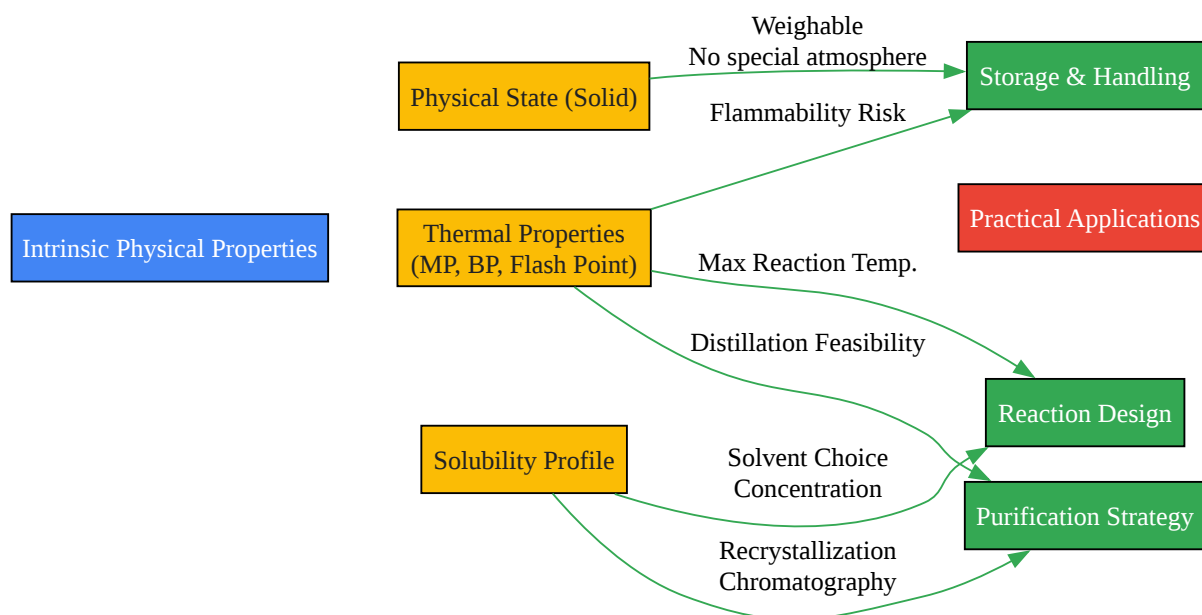 Weighable
No special atmosphere
Physical State (Solid)
Storage & Handling
Flammability Risk
Intrinsic Physical Properties
Thermal Properties
(MP, BP, Flash Point)
Practical Applications
Max Reaction Temp.
Distillation Feasibility
Reaction Design
Solubility Profile
Solvent Choice
Concentration
Purification Strategy
Recrystallization
Chromatography